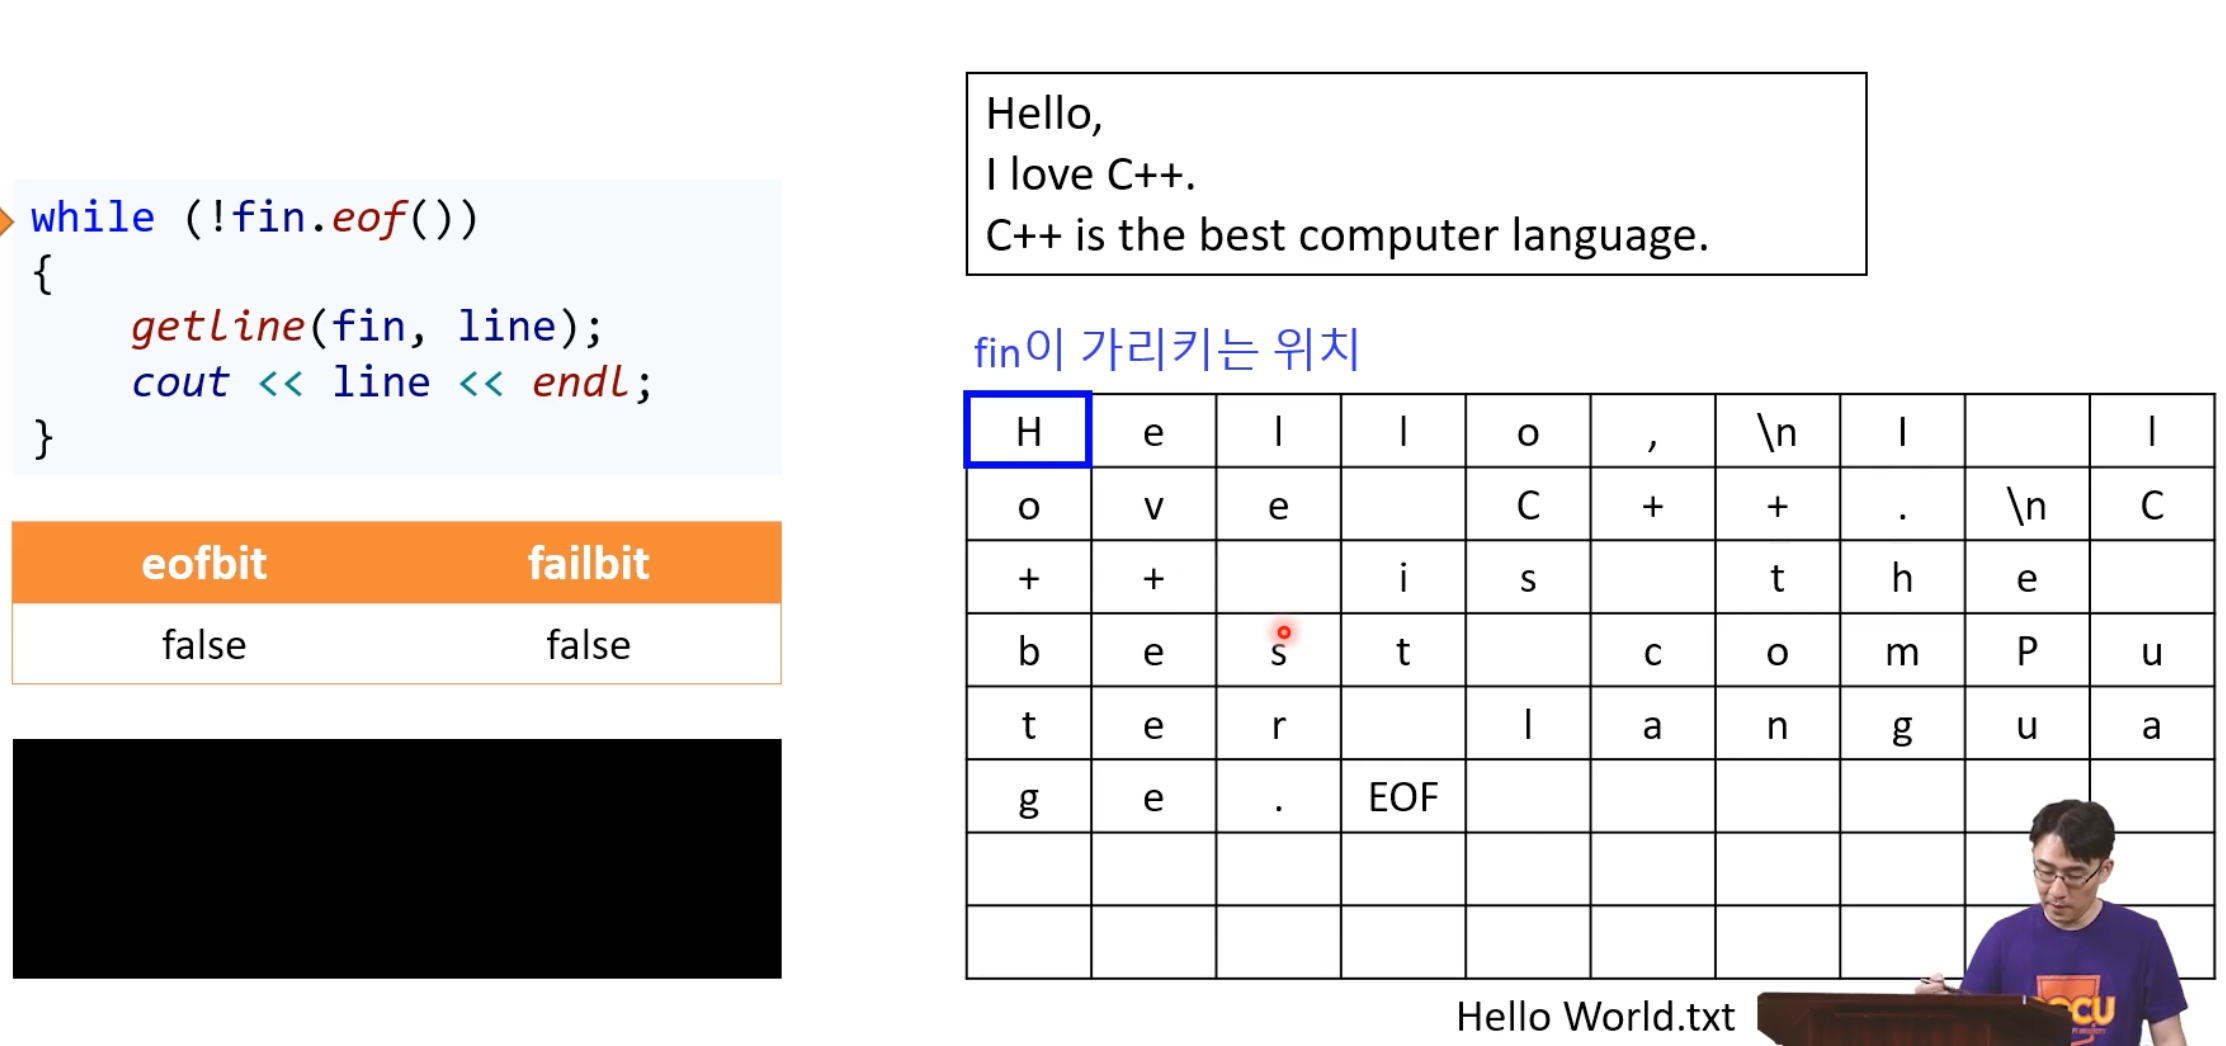 while (!fin.eof())
{
getline(fin, line);
cout << line << endl;
}
eofbit failbit
false false
Hello,
I love C++.
C++ is the best computer language.
fin이 가리키는 위치
H e l l o , \n I l
o v e C + + . \n C
+ + i s t h e
b e s t c o m P u
t e r l a n g u a
g e . EOF
Hello World.txt
CU